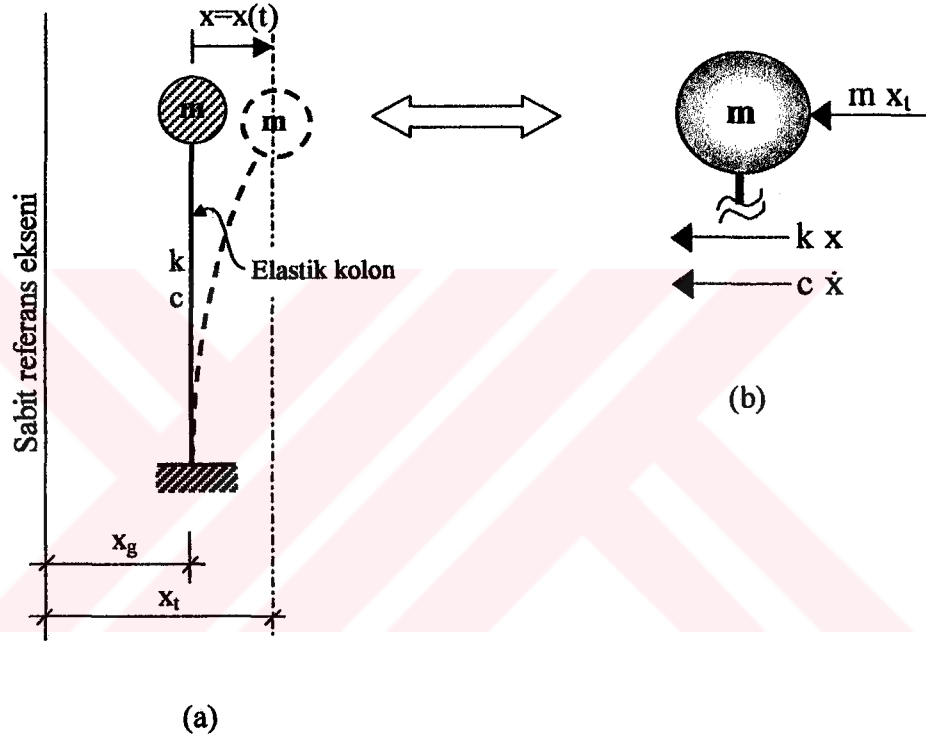 x=x(t)
m
m
k
c
Elastik kolon
Sabit referans ekseni
x_g
x_t
(a)
m
m x_t
k x
c ẋ
(b)